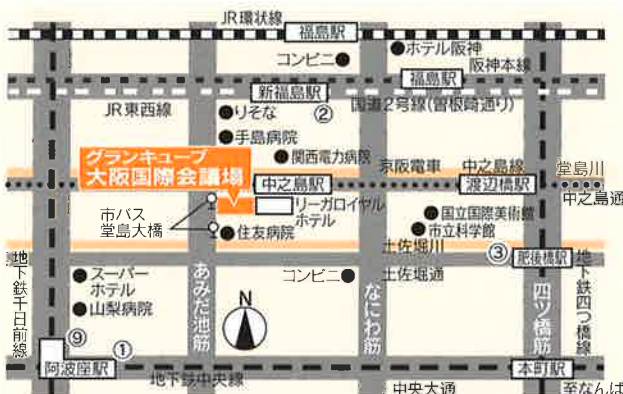 JR環状線
福島駅
コンビニ
ホテル阪神
阪神本線
福島駅
新福島駅
JR東西線
②
国道2号線(曽根崎通り)
りそな
手島病院
関西電力病院
グランキューブ
大阪国際会議場
京阪電車
中之島線
堂島川
中之島駅
渡辺橋駅
中之島通
市バス
堂島大橋
リーガロイヤル
ホテル
国立国際美術館
市立科学館
住友病院
土佐堀川
③
肥後橋駅
地下鉄千日前線
スーパー
ホテル
山梨病院
あみだ池筋
N
コンビニ
土佐堀通
なにわ筋
四ツ橋筋
地下鉄四つ橋線
⑨
①
阿波座駅
地下鉄中央線
本町駅
中央大通
至なんば